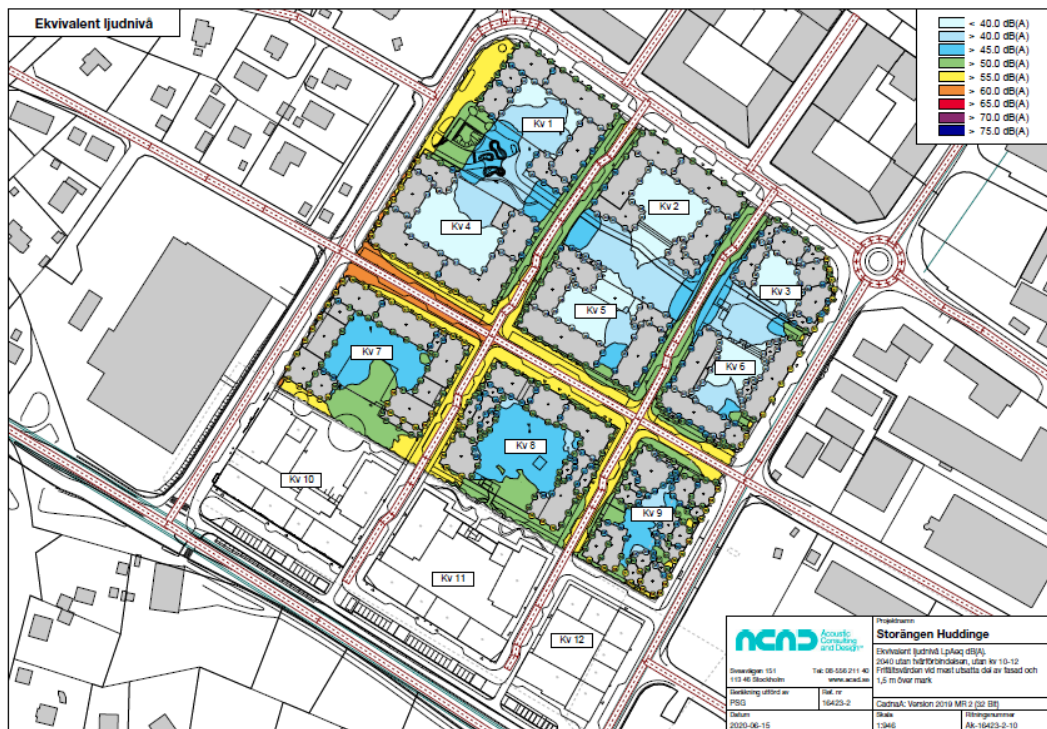 Ekvivalent ljudnivå
< 40.0 dB(A)
> 40.0 dB(A)
> 45.0 dB(A)
> 50.0 dB(A)
> 55.0 dB(A)
> 60.0 dB(A)
> 65.0 dB(A)
> 70.0 dB(A)
> 75.0 dB(A)
Kv 1
Kv 2
Kv 4
Kv 3
Kv 5
Kv 7
Kv 6
Kv 8
Kv 10
Kv 9
Kv 11
Kv 12
ACAD
Acoustic
Consulting
and Design
Sveavägen 151
113 46 Stockholm
Tel: 08-556 211 40
www.acad.se
Beräkning utförd av
PSG
Ref. nr
16423-2
Datum
2020-06-15
Projektnamn
Storängen Huddinge
Ekvivalent ljudnivå LpAeq dB(A),
2040 utan tvärförbindelsen, utan kv 10-12
Frifältsvärden vid mest utsatta del av fasad och
1,5 m över mark
CadnaA: Version 2019 MR 2 (32 Bit)
Skala
1:946
Ritningsnummer
Ak-16423-2-10